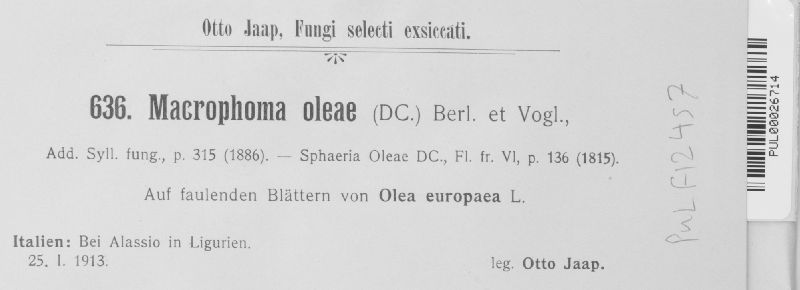 Otto Jaap, Fungi selecti exsiccati.
636. Macrophoma oleae (DC.) Berl. et Vogl.,
Add. Syll. fung., p. 315 (1886). — Sphaeria Oleae DC., Fl. fr. VI, p. 136 (1815).
Auf faulenden Blättern von Olea europaea L.
Italien: Bei Alassio in Ligurien.
25. I. 1913.
leg. Otto Jaap.
PUL F12457
PUL00026714